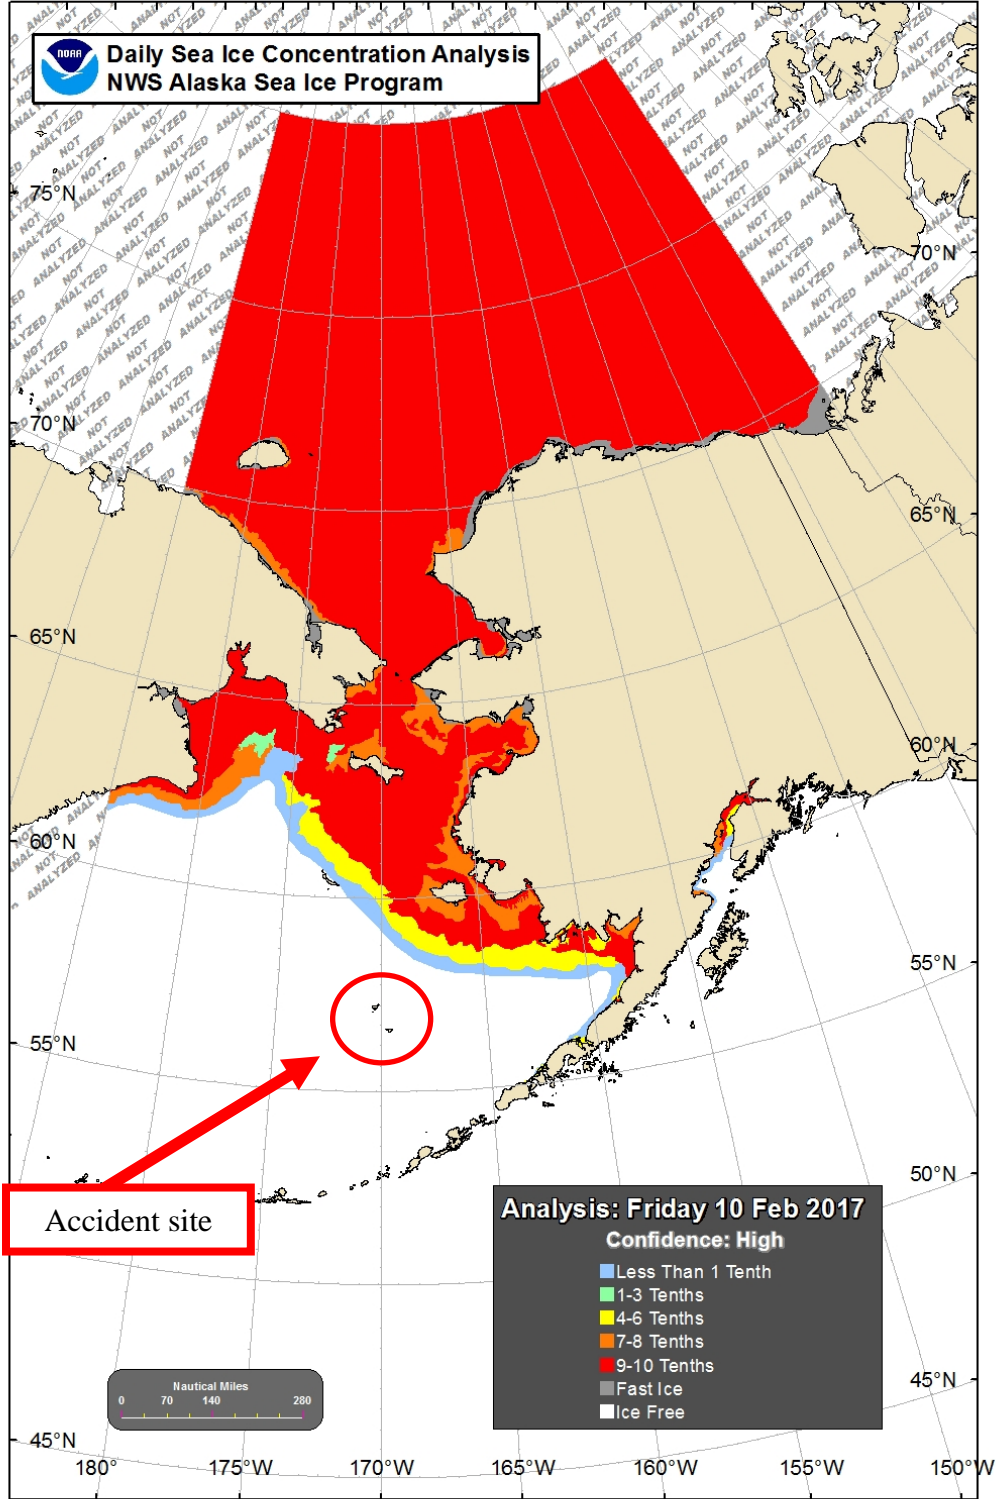 NOAA
Daily Sea Ice Concentration Analysis
NWS Alaska Sea Ice Program
NOT ANALYZED
75°N
70°N
70°N
65°N
65°N
60°N
60°N
55°N
55°N
50°N
45°N
45°N
Accident site
Analysis: Friday 10 Feb 2017
Confidence: High
Less Than 1 Tenth
1-3 Tenths
4-6 Tenths
7-8 Tenths
9-10 Tenths
Fast Ice
Ice Free
Nautical Miles
0 70 140 280
180° 175°W 170°W 165°W 160°W 155°W 150°W